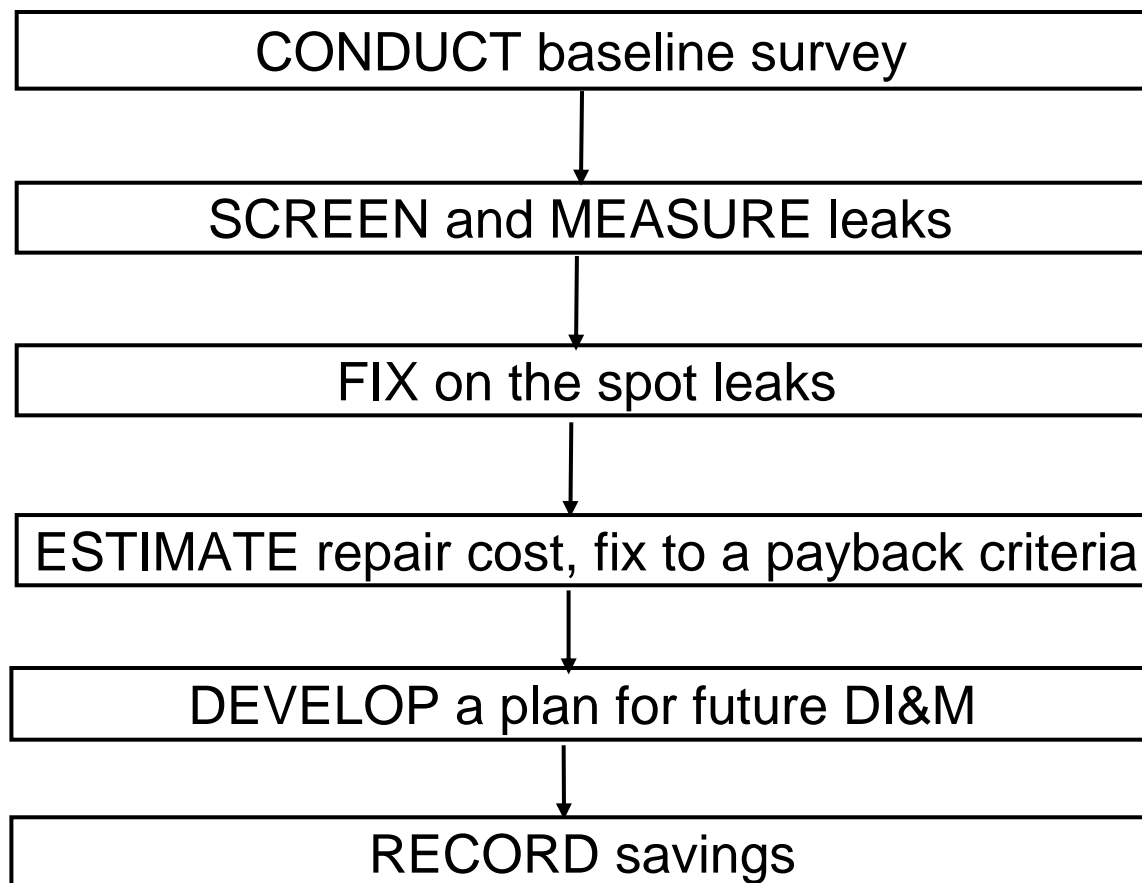 CONDUCT baseline survey
SCREEN and MEASURE leaks
FIX on the spot leaks
ESTIMATE repair cost, fix to a payback criteria
DEVELOP a plan for future DI&M
RECORD savings